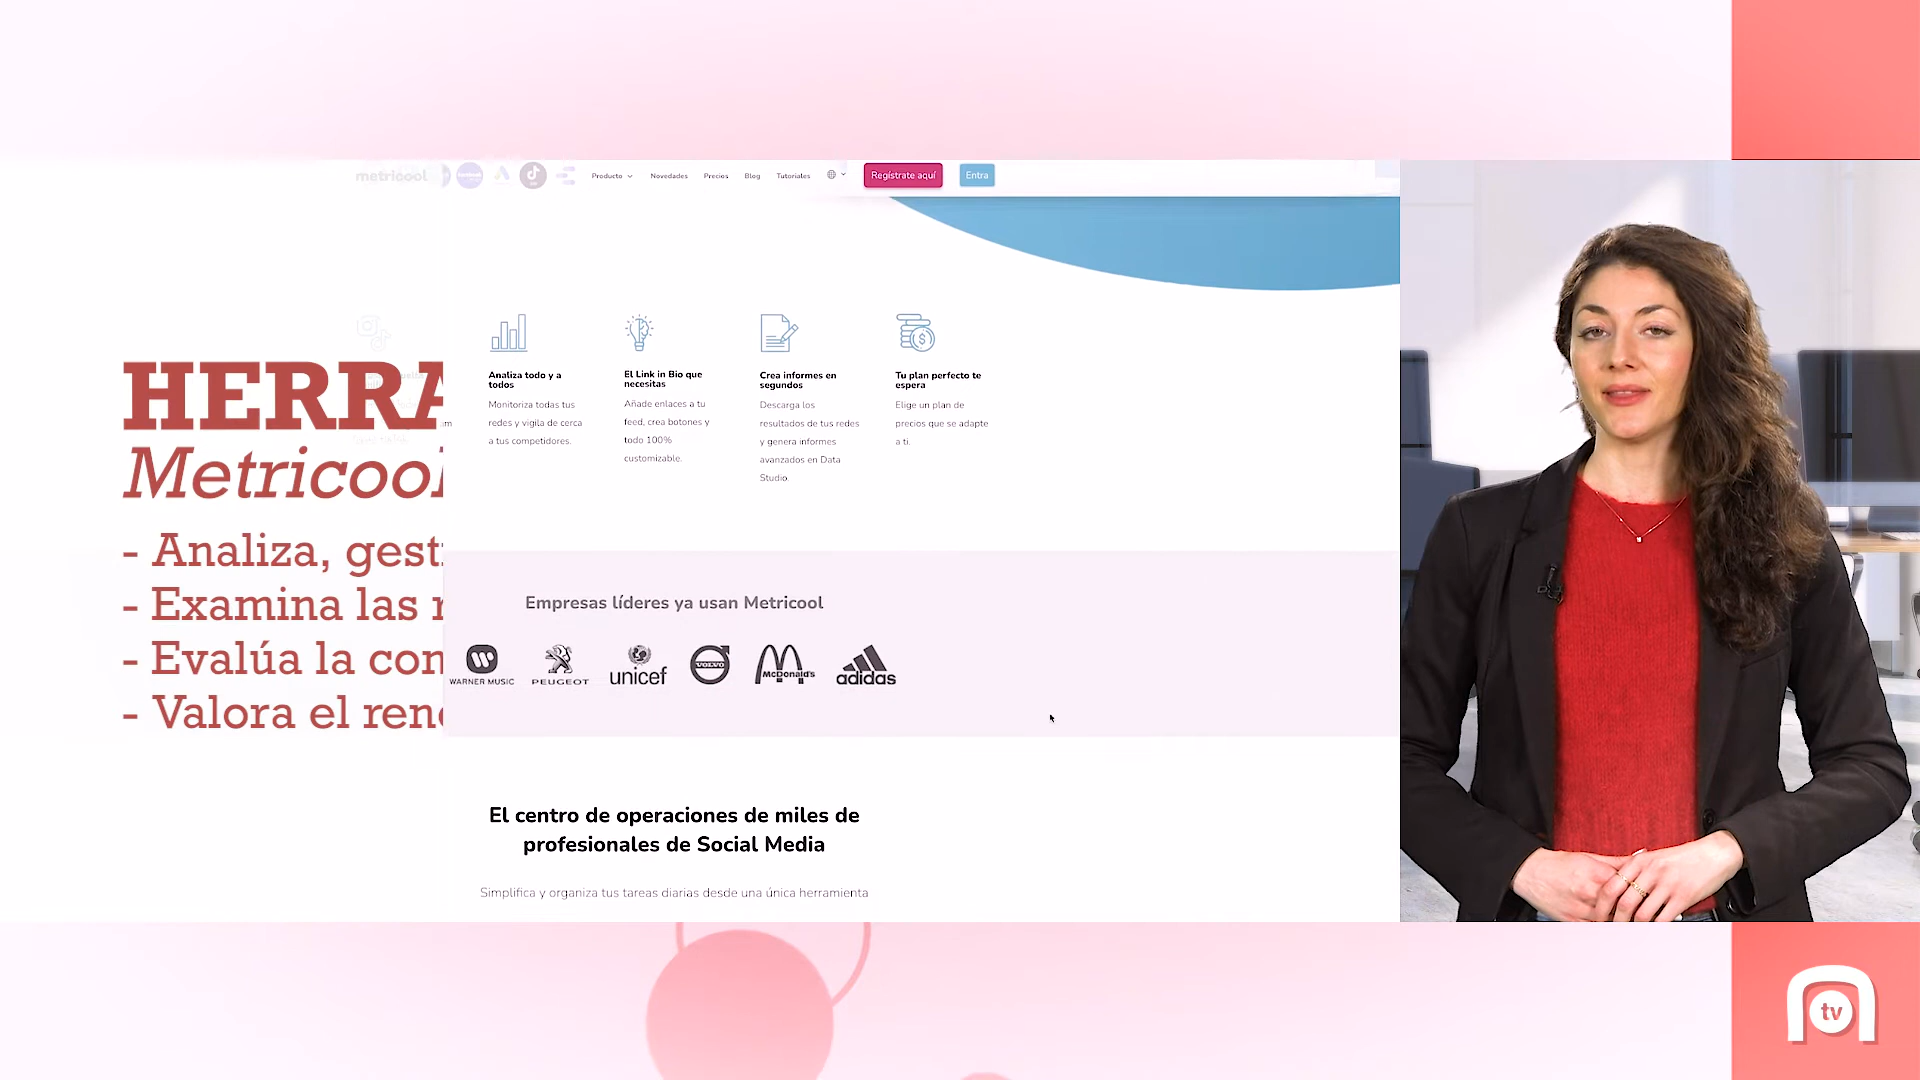 metricool
Producto
Novedades
Precios
Blog
Tutoriales
Regístrate aquí
Entra
HERRA
Metricool
- Analiza, gest
- Examina las
- Evalúa la con
- Valora el ren
Analiza todo y a
todos
Monitoriza todas tus
redes y vigila de cerca
a tus competidores.
El Link in Bio que
necesitas
Añade enlaces a tu
feed, crea botones y
todo 100%
customizable.
Crea informes en
segundos
Descarga los
resultados de tus redes
y genera informes
avanzados en Data
Studio.
Tu plan perfecto te
espera
Elige un plan de
precios que se adapte
a ti.
Empresas líderes ya usan Metricool
WARNER MUSIC
PEUGEOT
unicef
VOLVO
McDonald's
adidas
El centro de operaciones de miles de
profesionales de Social Media
Simplifica y organiza tus tareas diarias desde una única herramienta
tv